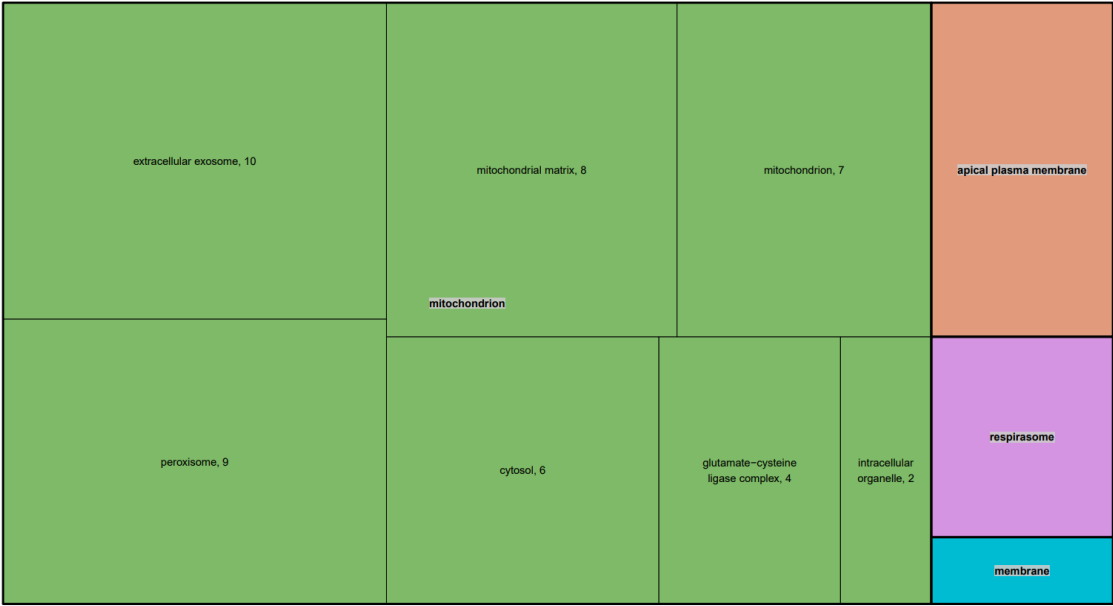 extracellular exosome, 10
mitochondrial matrix, 8
mitochondrion, 7
apical plasma membrane
mitochondrion
peroxisome, 9
cytosol, 6
glutamate−cysteine
ligase complex, 4
intracellular
organelle, 2
respirasome
membrane